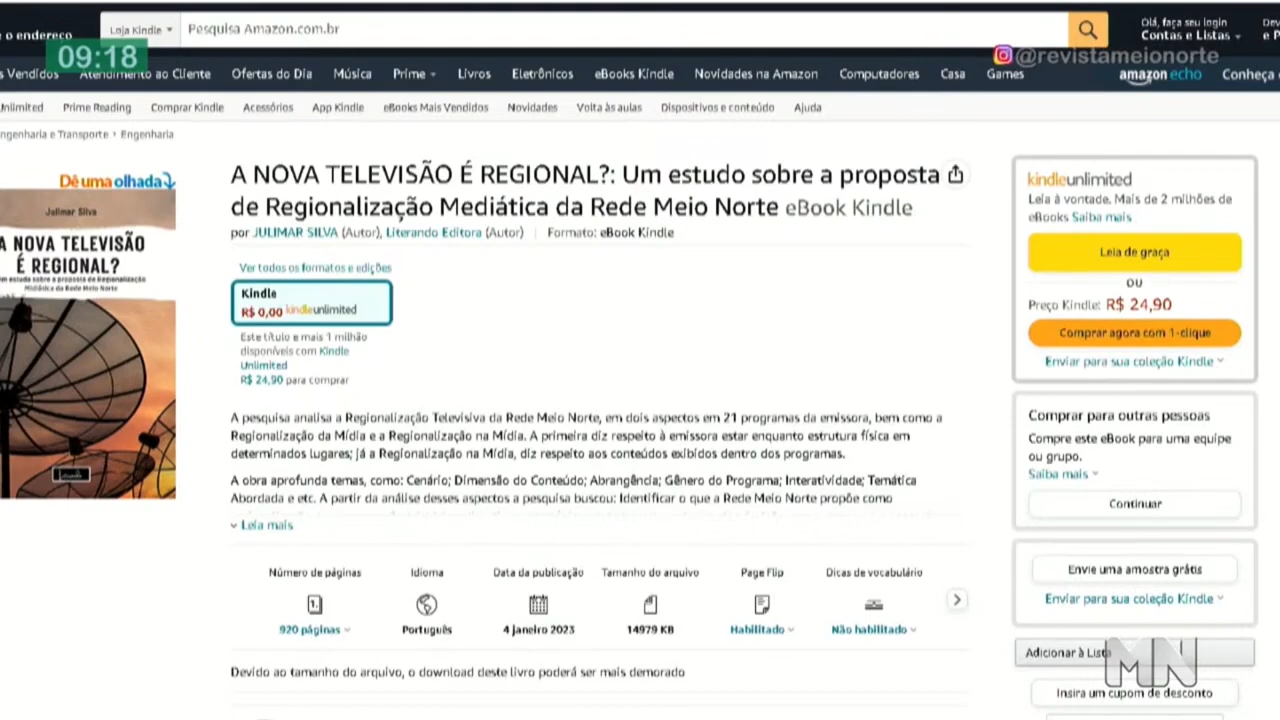 o endereço
Loja Kindle
Pesquisa Amazon.com.br
Olá, faça seu login
Contas e Listas
09:18
@revistameionorte
s Vendidos Atendimento ao Cliente Ofertas do Dia Música Prime Livros Eletrônicos eBooks Kindle Novidades na Amazon Computadores Casa Games
amazon echo Conheça
Unlimited Prime Reading Comprar Kindle Acessórios App Kindle eBooks Mais Vendidos Novidades Volta às aulas Dispositivos e conteúdo Ajuda
ngenharia e Transporte › Engenharia
Dê uma olhada
Julimar Silva
A NOVA TELEVISÃO
É REGIONAL?
Um estudo sobre a proposta de Regionalização
Midiática da Rede Meio Norte
A NOVA TELEVISÃO É REGIONAL?: Um estudo sobre a proposta
de Regionalização Mediática da Rede Meio Norte eBook Kindle
por JULIMAR SILVA (Autor), Literando Editora (Autor) | Formato: eBook Kindle
Ver todos os formatos e edições
Kindle
R$ 0,00 kindleunlimited
Este título e mais 1 milhão
disponíveis com Kindle
Unlimited
R$ 24,90 para comprar
A pesquisa analisa a Regionalização Televisiva da Rede Meio Norte, em dois aspectos em 21 programas da emissora, bem como a
Regionalização da Mídia e a Regionalização na Mídia. A primeira diz respeito à emissora estar enquanto estrutura física em
determinados lugares; já a Regionalização na Mídia, diz respeito aos conteúdos exibidos dentro dos programas.
A obra aprofunda temas, como: Cenário; Dimensão do Conteúdo; Abrangência; Gênero do Programa; Interatividade; Temática
Abordada e etc. A partir da análise desses aspectos a pesquisa buscou: Identificar o que a Rede Meio Norte propõe como
Leia mais
Número de páginas Idioma Data da publicação Tamanho do arquivo Page Flip Dicas de vocabulário
920 páginas Português 4 janeiro 2023 14979 KB Habilitado Não habilitado
Devido ao tamanho do arquivo, o download deste livro poderá ser mais demorado
kindleunlimited
Leia à vontade. Mais de 2 milhões de
eBooks Saiba mais
Leia de graça
OU
Preço Kindle: R$ 24,90
Comprar agora com 1-clique
Enviar para sua coleção Kindle
Comprar para outras pessoas
Compre este eBook para uma equipe
ou grupo.
Saiba mais
Continuar
Envie uma amostra grátis
Enviar para sua coleção Kindle
Adicionar à Lista
MN
Insira um cupom de desconto